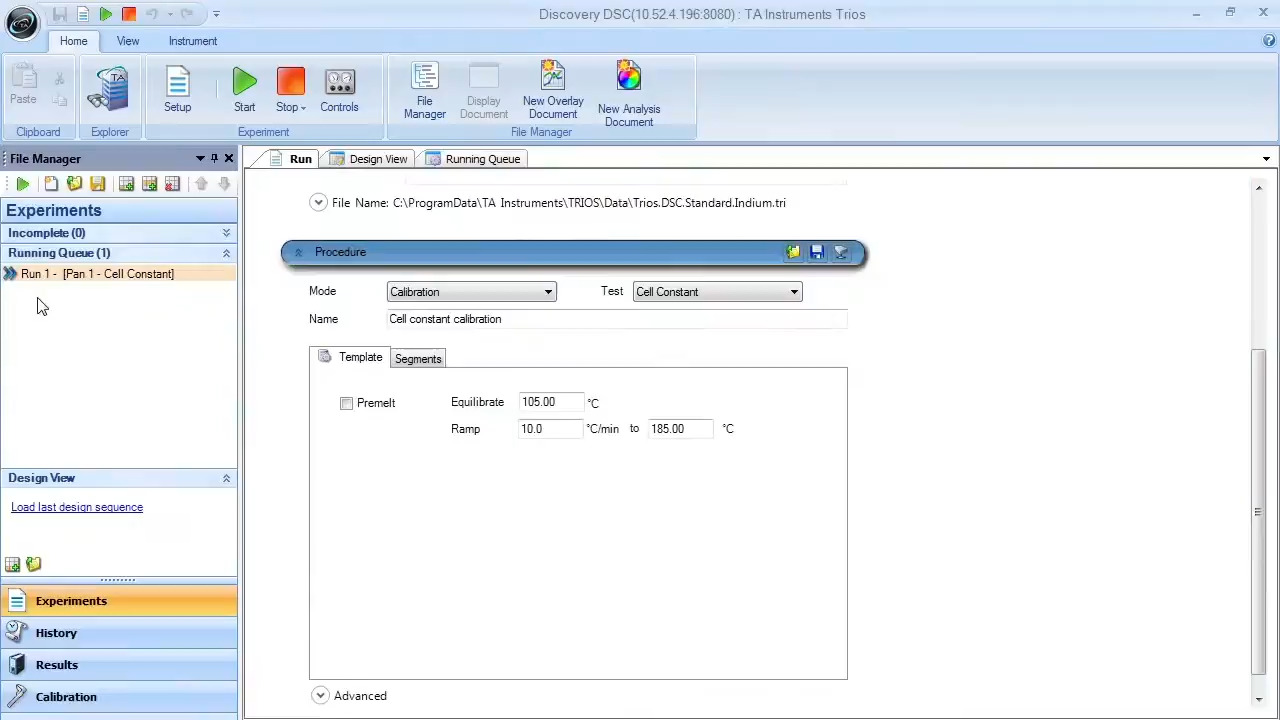 Discovery DSC(10.52.4.196:8080) : TA Instruments Trios
TA
Home View Instrument
Paste
Clipboard
TA
Explorer
Setup
Start
Stop
Controls
Experiment
File Manager
Display Document
New Overlay Document
New Analysis Document
File Manager
File Manager
Run Design View Running Queue
Experiments
Incomplete (0)
Running Queue (1)
Run 1 - [Pan 1 - Cell Constant]
Design View
Load last design sequence
Experiments
History
Results
Calibration
File Name: C:\ProgramData\TA Instruments\TRIOS\Data\Trios.DSC.Standard.Indium.tri
Procedure
Mode Calibration Test Cell Constant
Name Cell constant calibration
Template Segments
Premelt Equilibrate 105.00 °C
Ramp 10.0 °C/min to 185.00 °C
Advanced